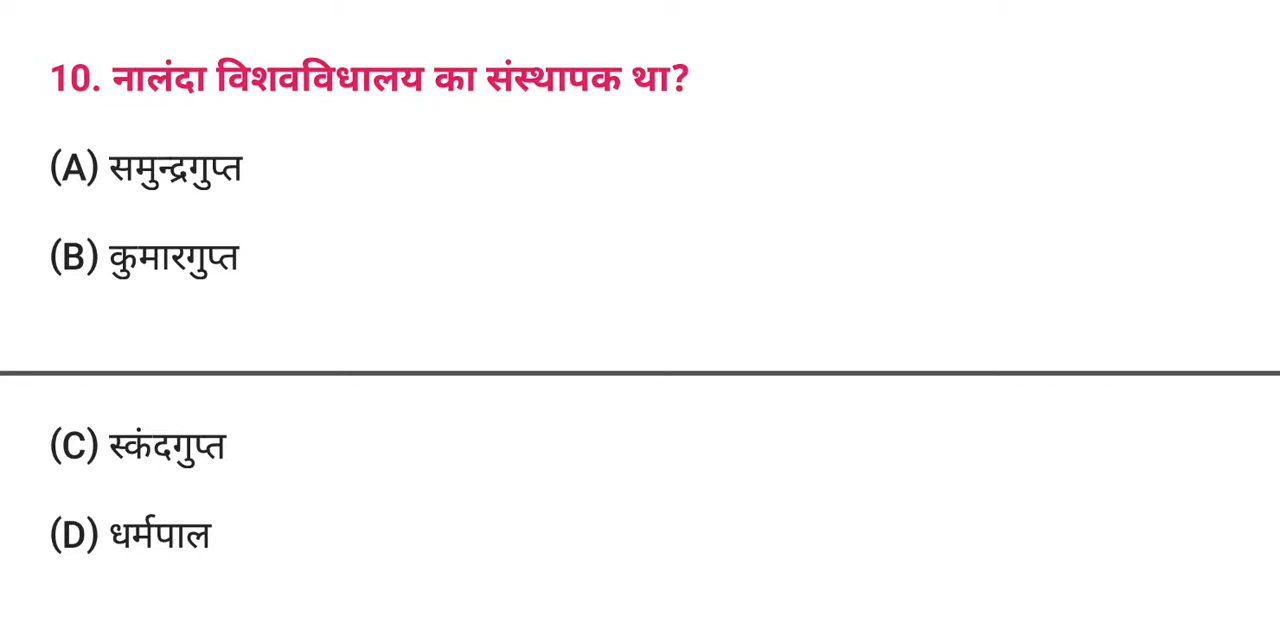 10. नालंदा विशवविधालय का संस्थापक था?
(A) समुन्द्रगुप्त
(B) कुमारगुप्त
(C) स्कंदगुप्त
(D) धर्मपाल